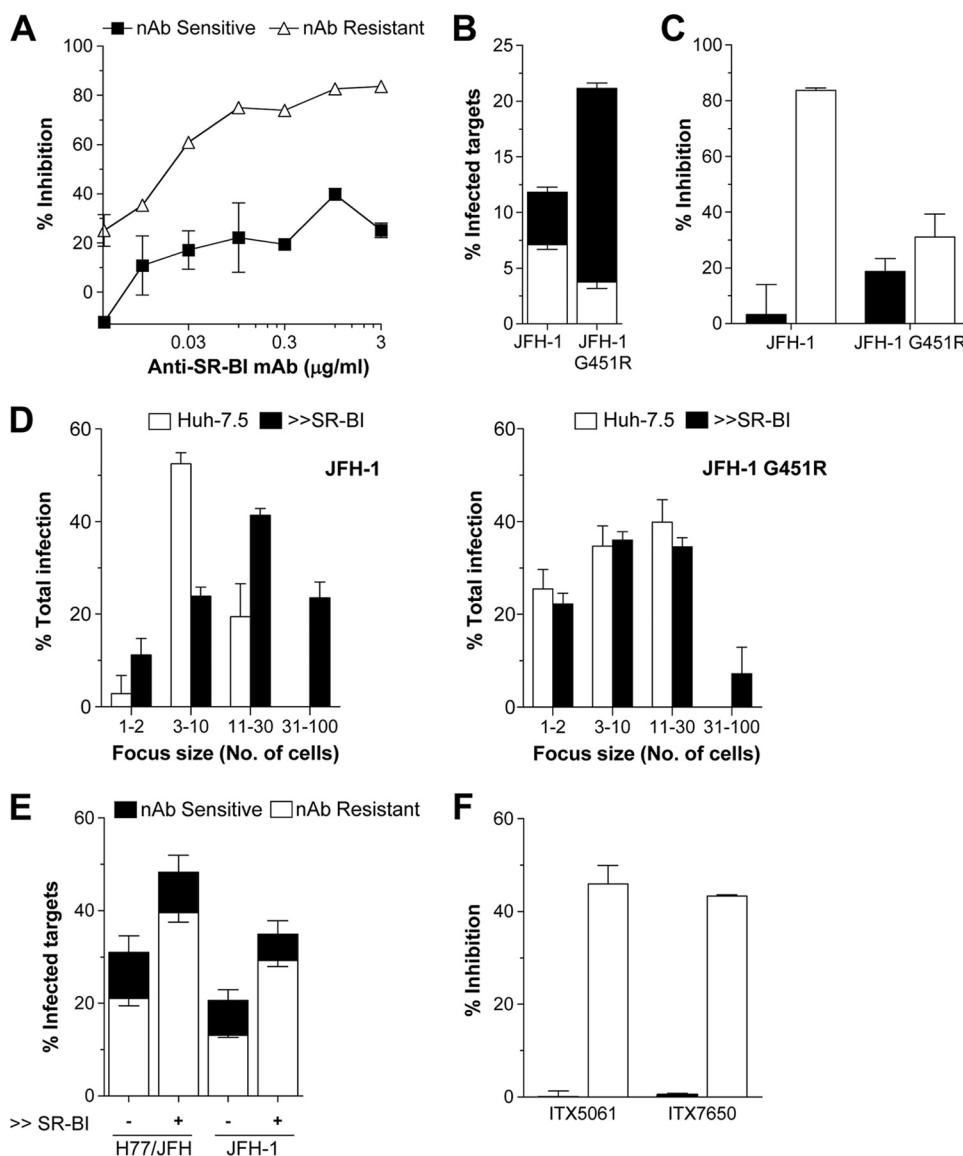 A
nAb Sensitive
nAb Resistant
100
80
60
40
20
0
% Inhibition
0.03
0.3
3
Anti-SR-BI mAb (μg/ml)
B
25
20
15
10
5
0
% Infected targets
JFH-1
JFH-1
G451R
C
100
80
60
40
20
0
% Inhibition
JFH-1
JFH-1 G451R
D
Huh-7.5
>>SR-BI
JFH-1
60
40
20
0
% Total infection
1-2
3-10
11-30
31-100
Focus size (No. of cells)
Huh-7.5
>>SR-BI
JFH-1 G451R
60
40
20
0
% Total infection
1-2
3-10
11-30
31-100
Focus size (No. of cells)
E
nAb Sensitive
nAb Resistant
60
40
20
0
% Infected targets
>> SR-BI
-
+
-
+
H77/JFH
JFH-1
F
60
40
20
0
% Inhibition
ITX5061
ITX7650